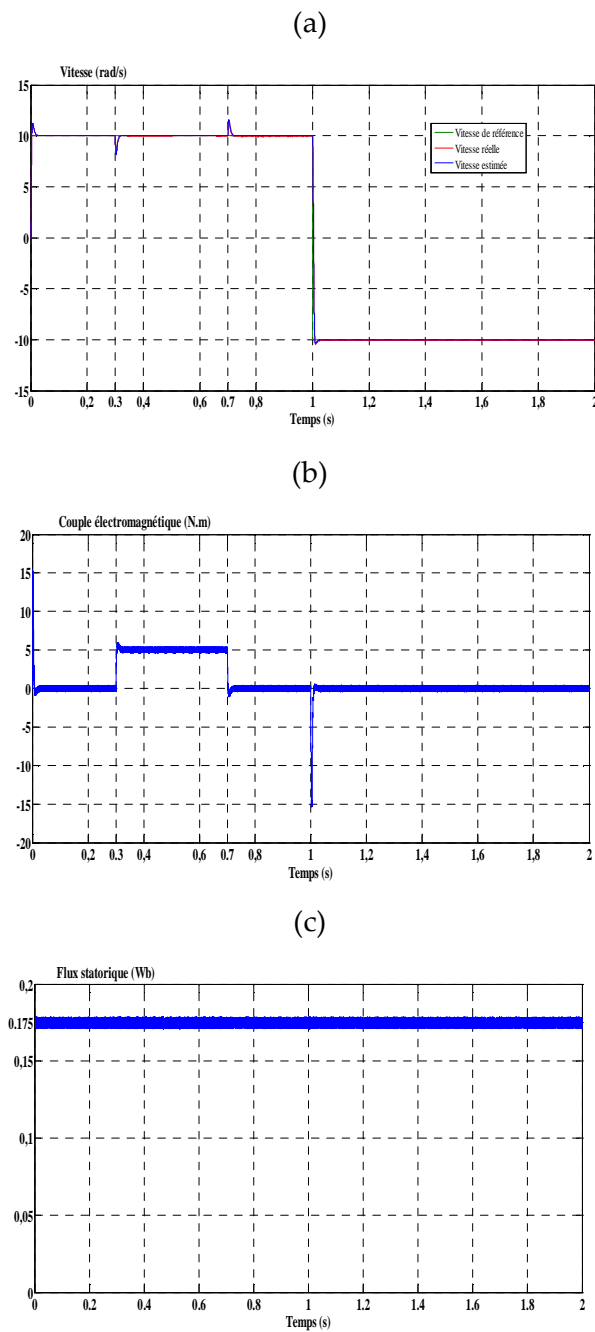 (a)
Vitesse (rad/s)
15
10
5
0
-5
-10
-15
Vitesse de référence
Vitesse réelle
Vitesse estimée
0 0,2 0.3 0,4 0,6 0.7 0,8 1 1,2 1,4 1,6 1,8 2
Temps (s)
(b)
Couple électromagnétique (N.m)
20
15
10
5
0
-5
-10
-15
-20
0 0,2 0.3 0,4 0,6 0.7 0,8 1 1,2 1,4 1,6 1,8 2
Temps (s)
(c)
Flux statorique (Wb)
0,2
0.175
0,15
0,1
0,05
0
0 0.2 0.4 0.6 0.8 1 1.2 1.4 1.6 1.8 2
Temps (s)